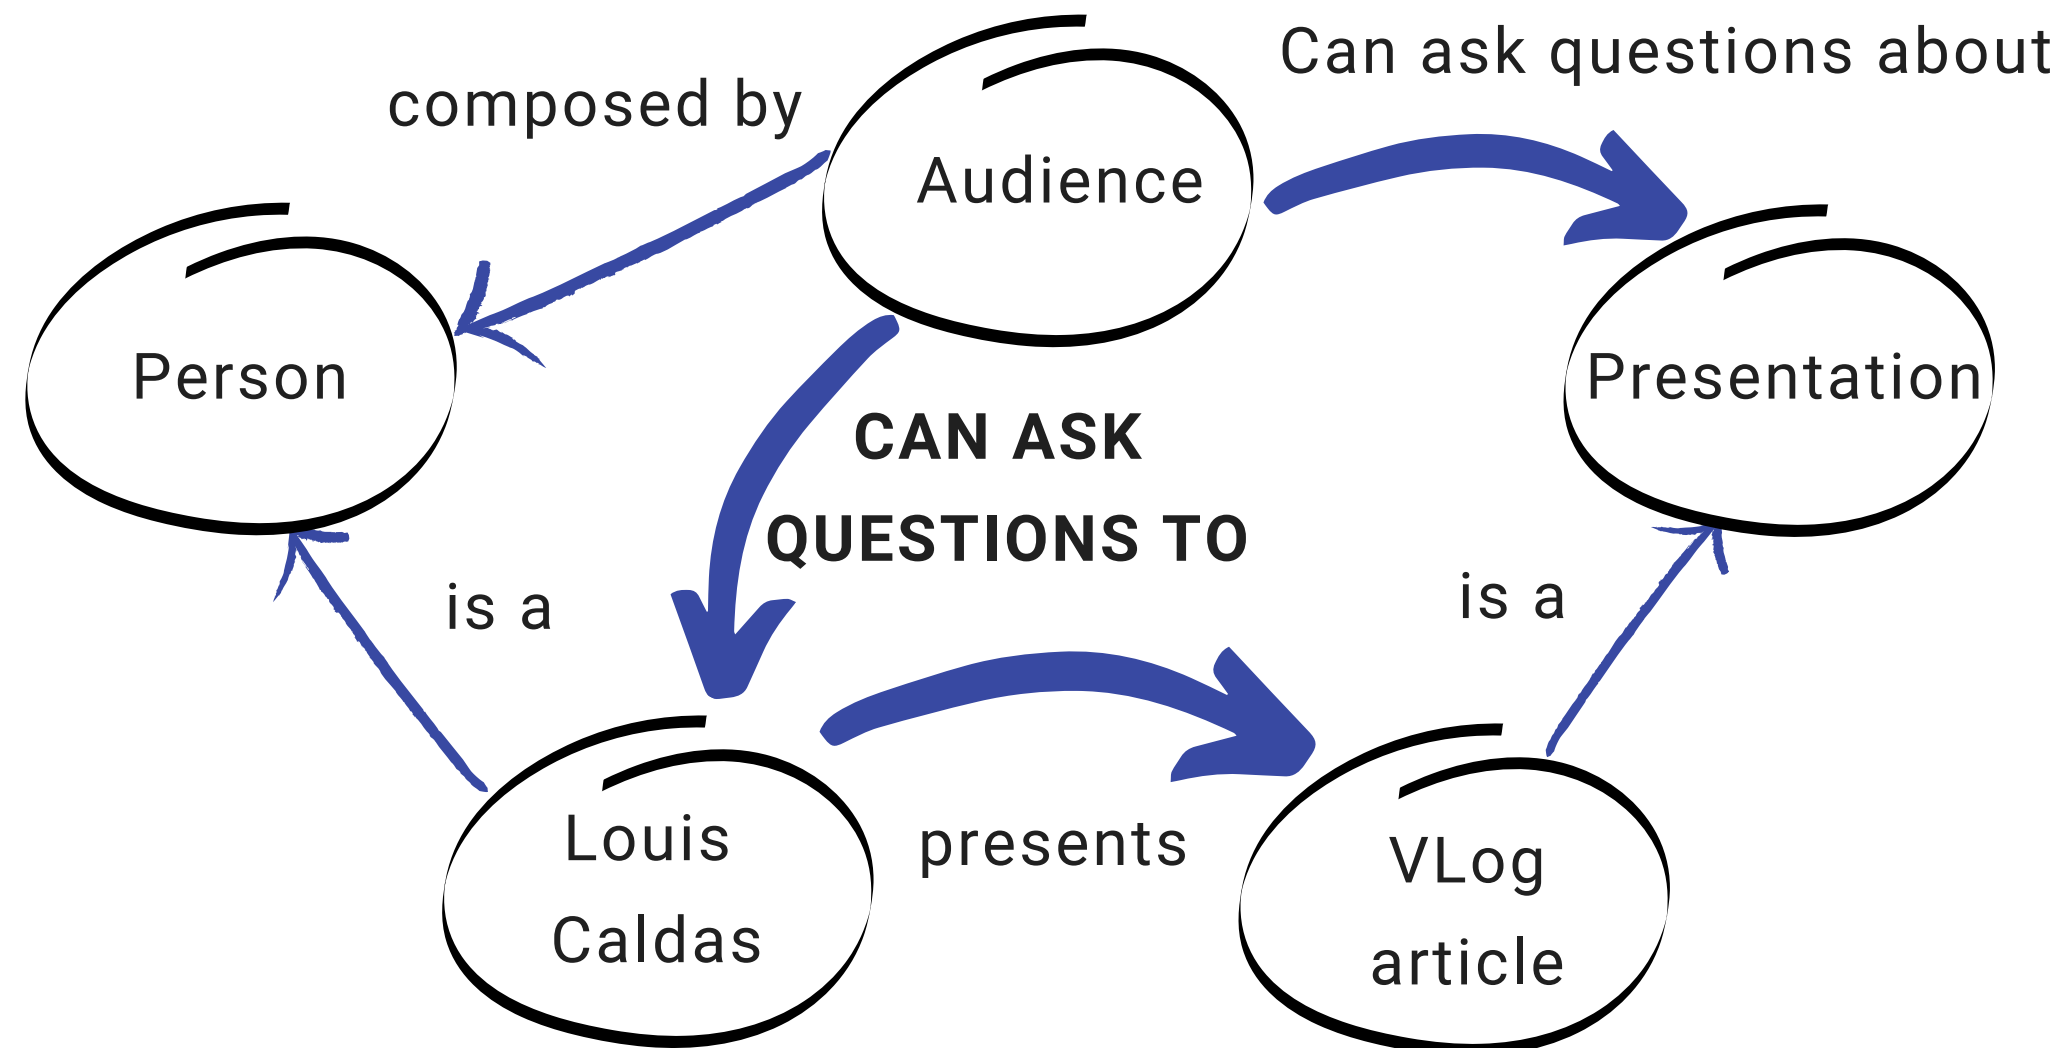 Can ask questions about
composed by
Audience
Person
Presentation
CAN ASK
QUESTIONS TO
is a
is a
Louis
Caldas
presents
VLog
article